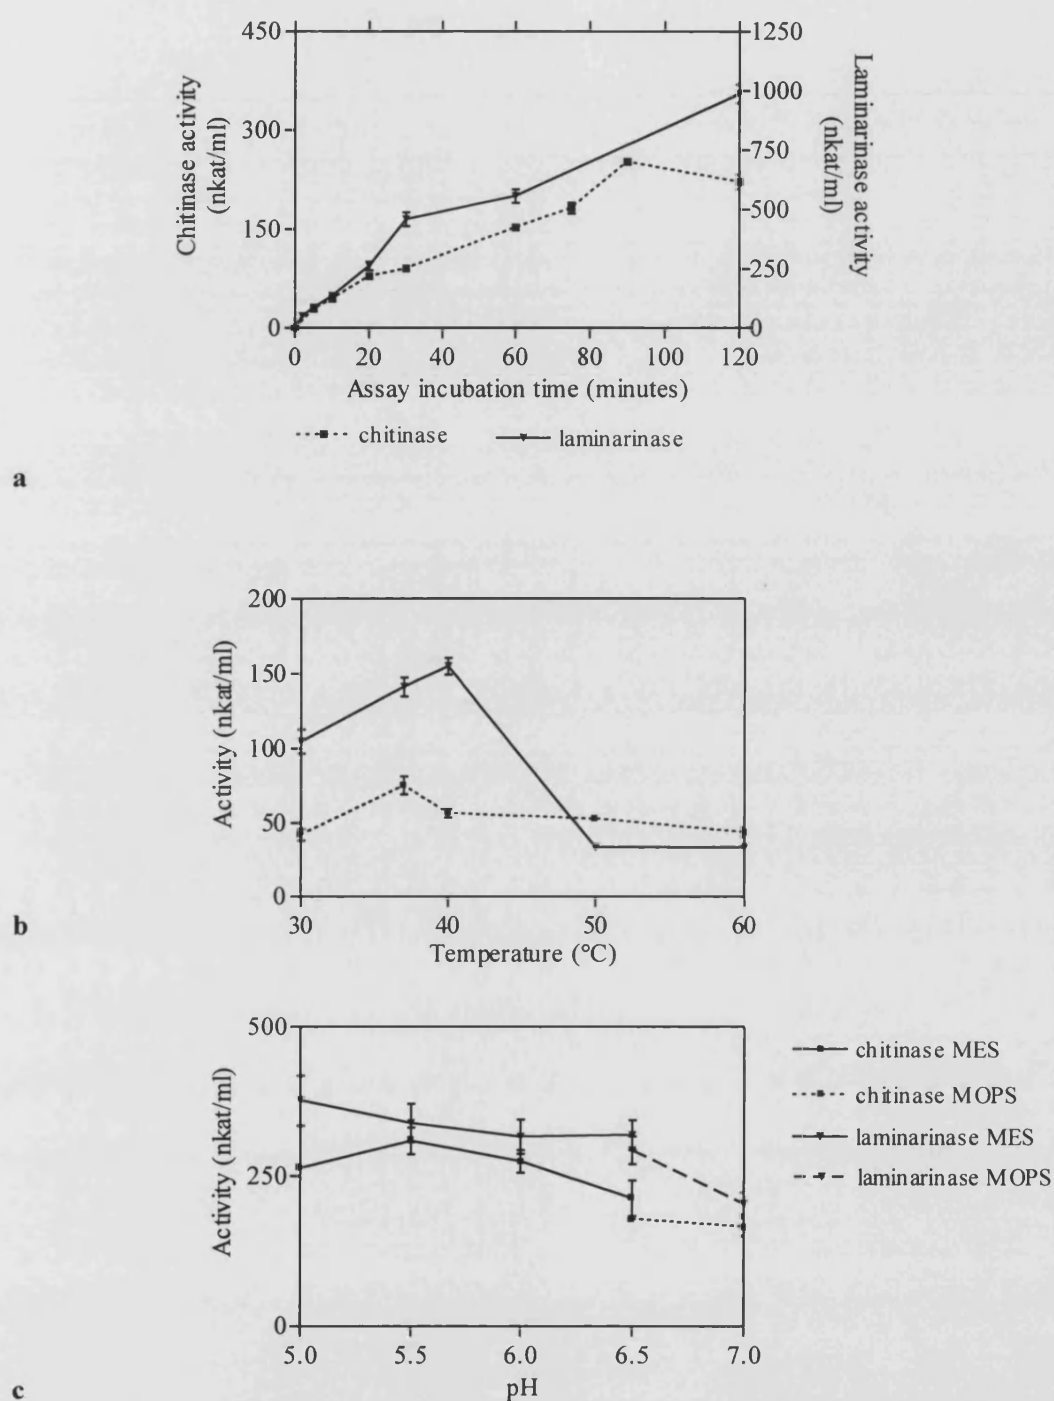 450
300
150
0
Chitinase activity
(nkat/ml)
1250
1000
750
500
250
0
Laminarinase activity
(nkat/ml)
0 20 40 60 80 100 120
Assay incubation time (minutes)
chitinase laminarinase
a
200
150
100
50
0
Activity (nkat/ml)
30 40 50 60
Temperature (°C)
b
500
250
0
Activity (nkat/ml)
5.0 5.5 6.0 6.5 7.0
pH
chitinase MES
chitinase MOPS
laminarinase MES
laminarinase MOPS
c